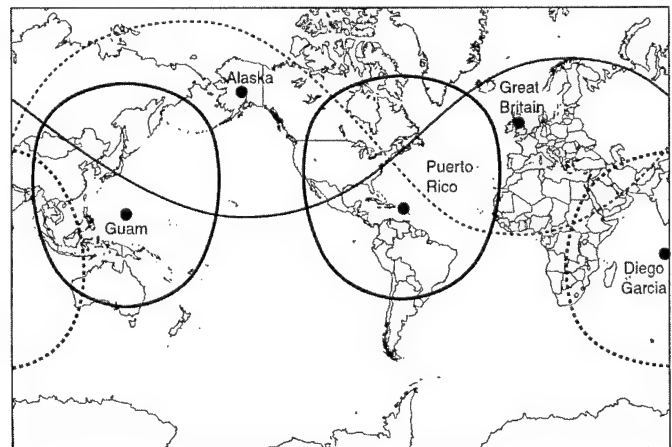 Alaska
Great
Britain
Puerto
Rico
Guam
Diego
Garcia